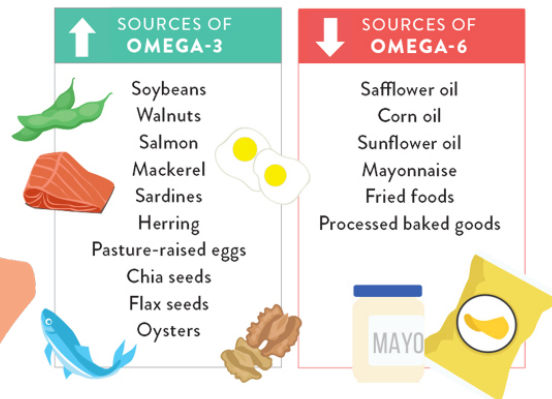 SOURCES OF
OMEGA-3
Soybeans
Walnuts
Salmon
Mackerel
Sardines
Herring
Pasture-raised eggs
Chia seeds
Flax seeds
Oysters
SOURCES OF
OMEGA-6
Safflower oil
Corn oil
Sunflower oil
Mayonnaise
Fried foods
Processed baked goods
MAYO